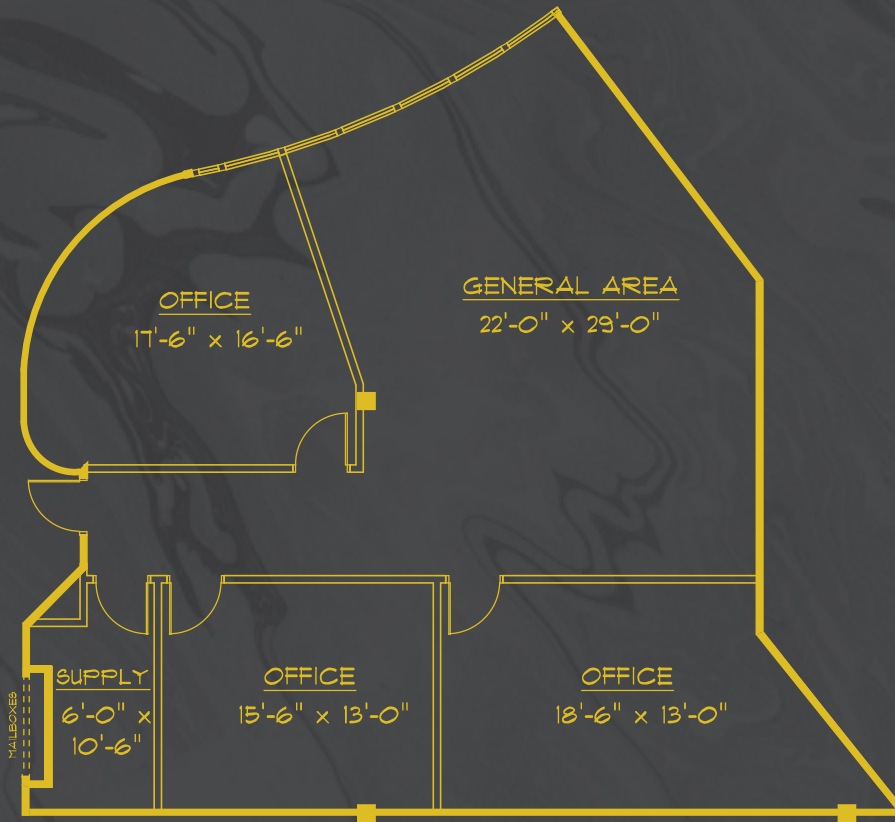 OFFICE
17'-6" x 16'-6"
GENERAL AREA
22'-0" x 29'-0"
SUPPLY
6'-0" x
10'-6"
OFFICE
15'-6" x 13'-0"
OFFICE
18'-6" x 13'-0"
MAILBOXES